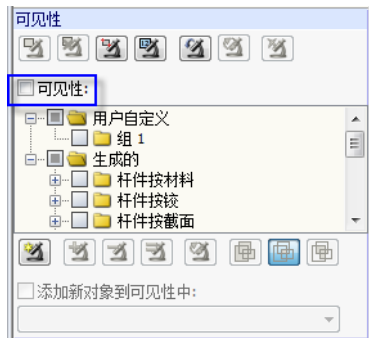 可见性
可见性:
用户自定义
组 1
生成的
杆件按材料
杆件按铰
杆件按截面
添加新对象到可见性中: